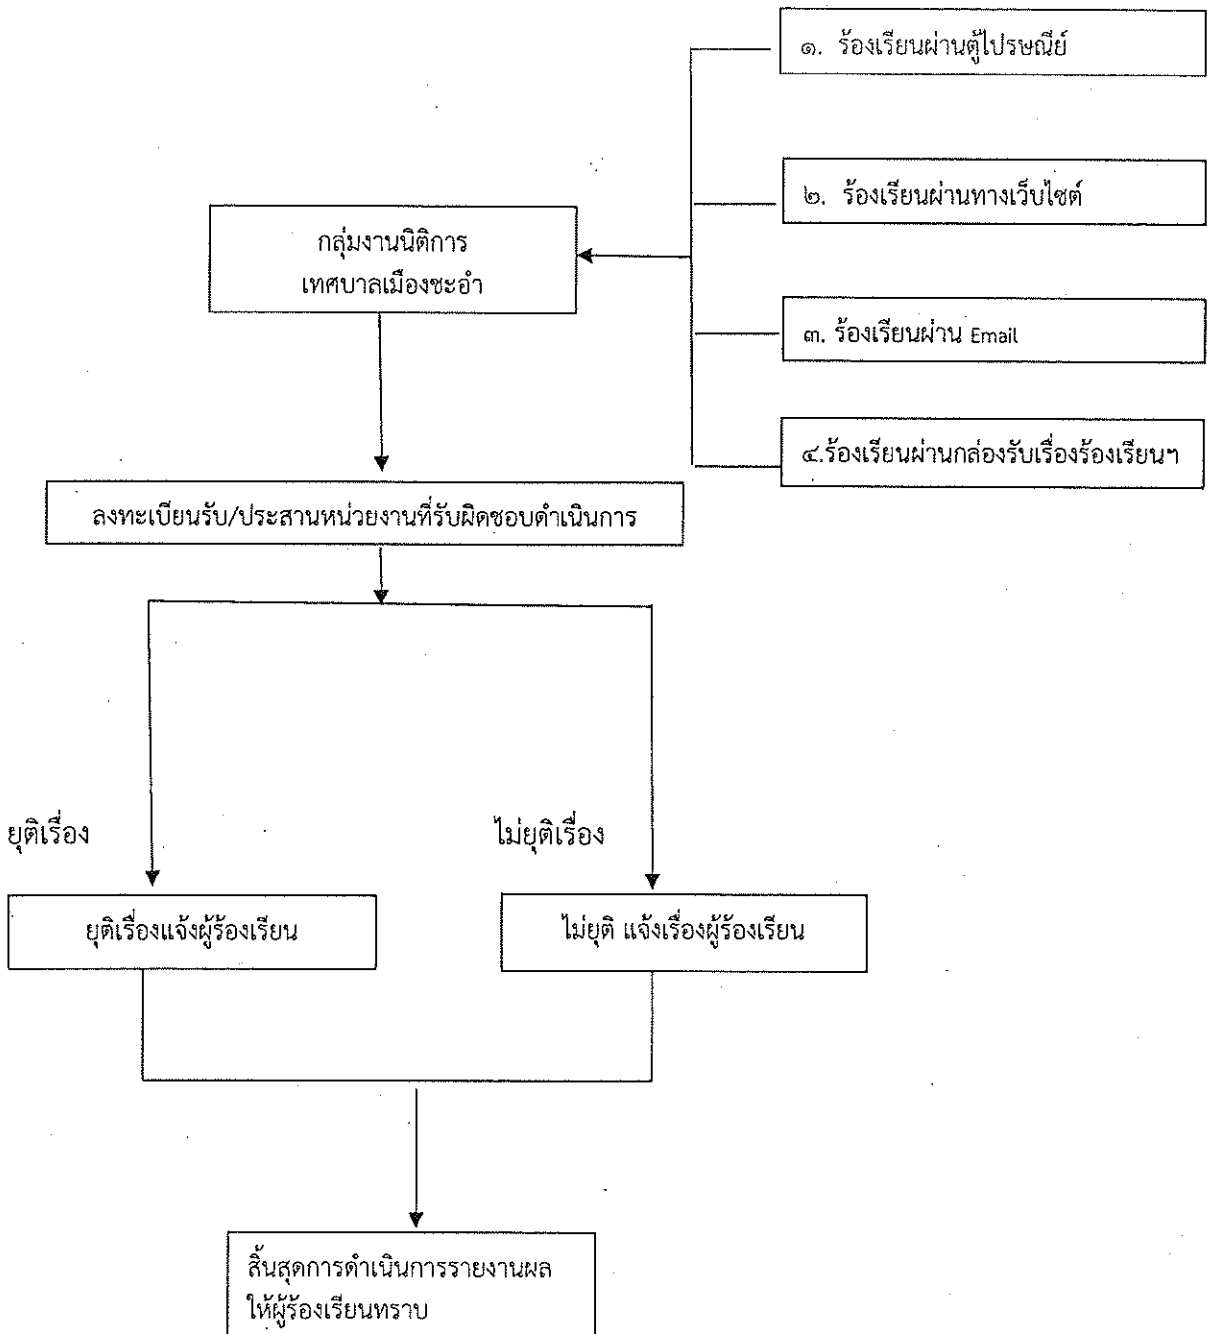 ๑. ร้องเรียนผ่านตู้ไปรษณีย์
๒. ร้องเรียนผ่านทางเว็บไซต์
กลุ่มงานนิติการ
เทศบาลเมืองชะอำ
๓. ร้องเรียนผ่าน Email
๔.ร้องเรียนผ่านกล่องรับเรื่องร้องเรียนฯ
ลงทะเบียนรับ/ประสานหน่วยงานที่รับผิดชอบดำเนินการ
ยุติเรื่อง
ไม่ยุติเรื่อง
ยุติเรื่องแจ้งผู้ร้องเรียน
ไม่ยุติ แจ้งเรื่องผู้ร้องเรียน
สิ้นสุดการดำเนินการรายงานผล
ให้ผู้ร้องเรียนทราบ